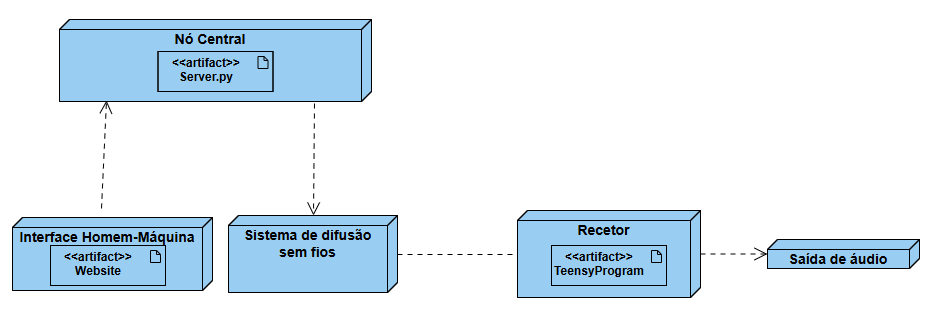 Nó Central
<<artifact>>
Server.py
Interface Homem-Máquina
<<artifact>>
Website
Sistema de difusão
sem fios
Recetor
<<artifact>>
TeensyProgram
Saída de áudio